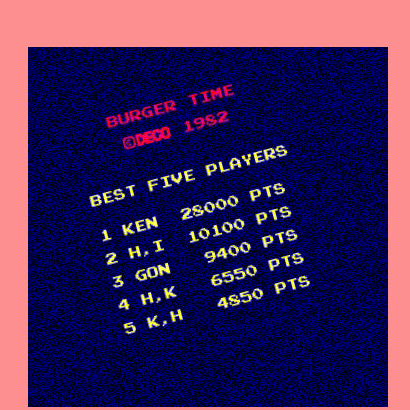 BURGER TIME
©DECO 1982
BEST FIVE PLAYERS
1 KEN 28000 PTS
2 H,I 10100 PTS
3 GON 9400 PTS
4 H,K 6550 PTS
5 K,H 4850 PTS